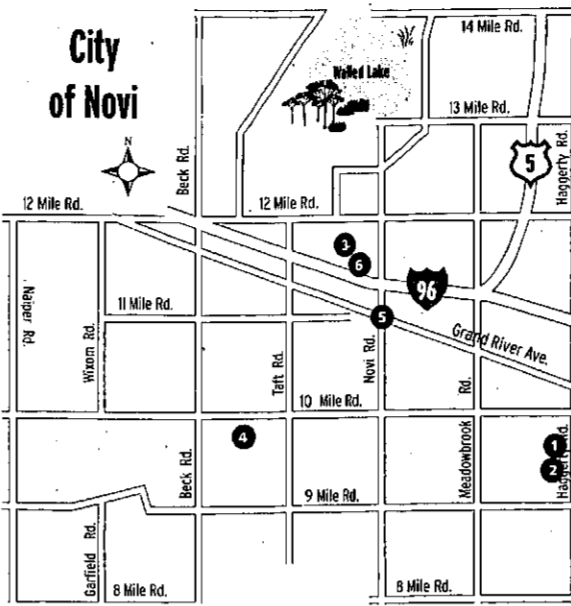 City
of Novi
N
14 Mile Rd.
Walled Lake
13 Mile Rd.
5
Haggerty Rd.
Beck Rd.
12 Mile Rd.
12 Mile Rd.
3
6
96
Napier Rd.
11 Mile Rd.
5
Wixom Rd.
Taft Rd.
Novi Rd.
Grand River Ave.
Rd.
10 Mile Rd.
4
Meadowbrook
1
2
Haggerty Rd.
Beck Rd.
9 Mile Rd.
Garfield Rd.
8 Mile Rd.
8 Mile Rd.